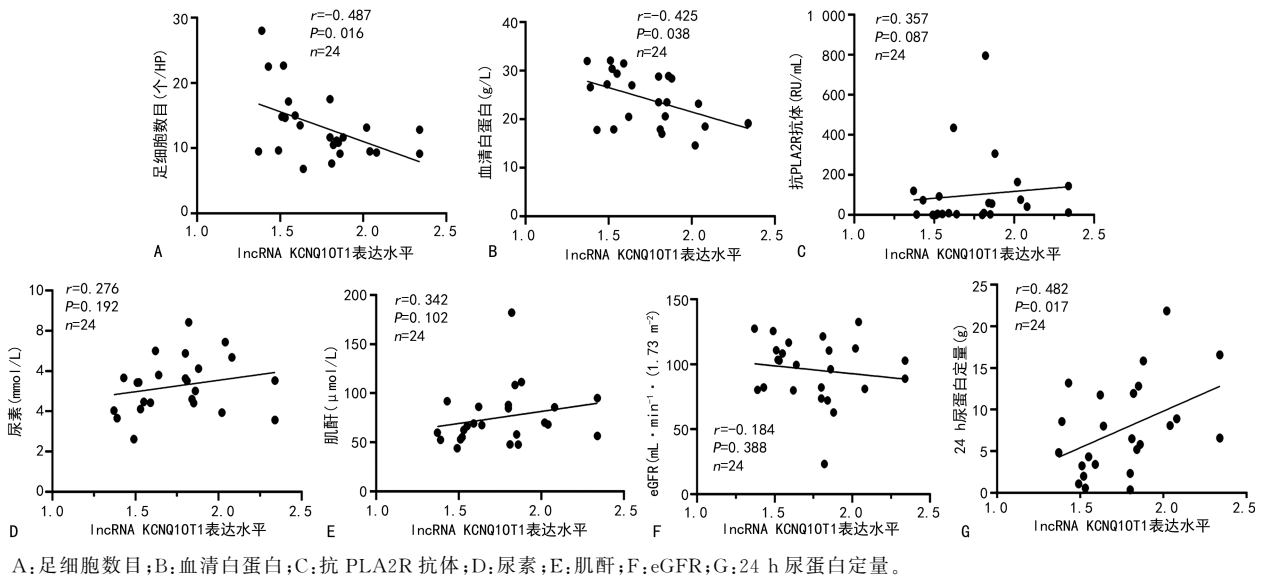 r=-0.487
P=0.016
n=24
30
20
10
0
足细胞数目(个/HP)
1.0 1.5 2.0 2.5
A lncRNA KCNQ1OT1表达水平
r=-0.425
P=0.038
n=24
40
30
20
10
0
血清白蛋白(g/L)
1.0 1.5 2.0 2.5
B lncRNA KCNQ1OT1表达水平
r=0.357
P=0.087
n=24
1 000
800
600
400
200
0
抗PLA2R抗体(RU/mL)
1.0 1.5 2.0 2.5
C lncRNA KCNQ1OT1表达水平
r=0.276
P=0.192
n=24
10
8
4
4
2
0
尿素(mmol/L)
1.0 1.5 2.0 2.5
D lncRNA KCNQ1OT1表达水平
r=0.342
P=0.102
n=24
200
150
100
50
0
肌酐(μmol/L)
1.0 1.5 2.0 2.5
E lncRNA KCNQ1OT1表达水平
150
100
50
0
eGFR(mL·min⁻¹·(1.73 m⁻²)
r=-0.184
P=0.388
n=24
1.0 1.5 2.0 2.5
F lncRNA KCNQ1OT1表达水平
r=0.482
P=0.017
n=24
25
20
15
10
5
0
24 h尿蛋白定量(g)
1.0 1.5 2.0 2.5
G lncRNA KCNQ1OT1表达水平
A:足细胞数目;B:血清白蛋白;C:抗 PLA2R 抗体;D:尿素;E:肌酐;F:eGFR;G:24 h 尿蛋白定量。